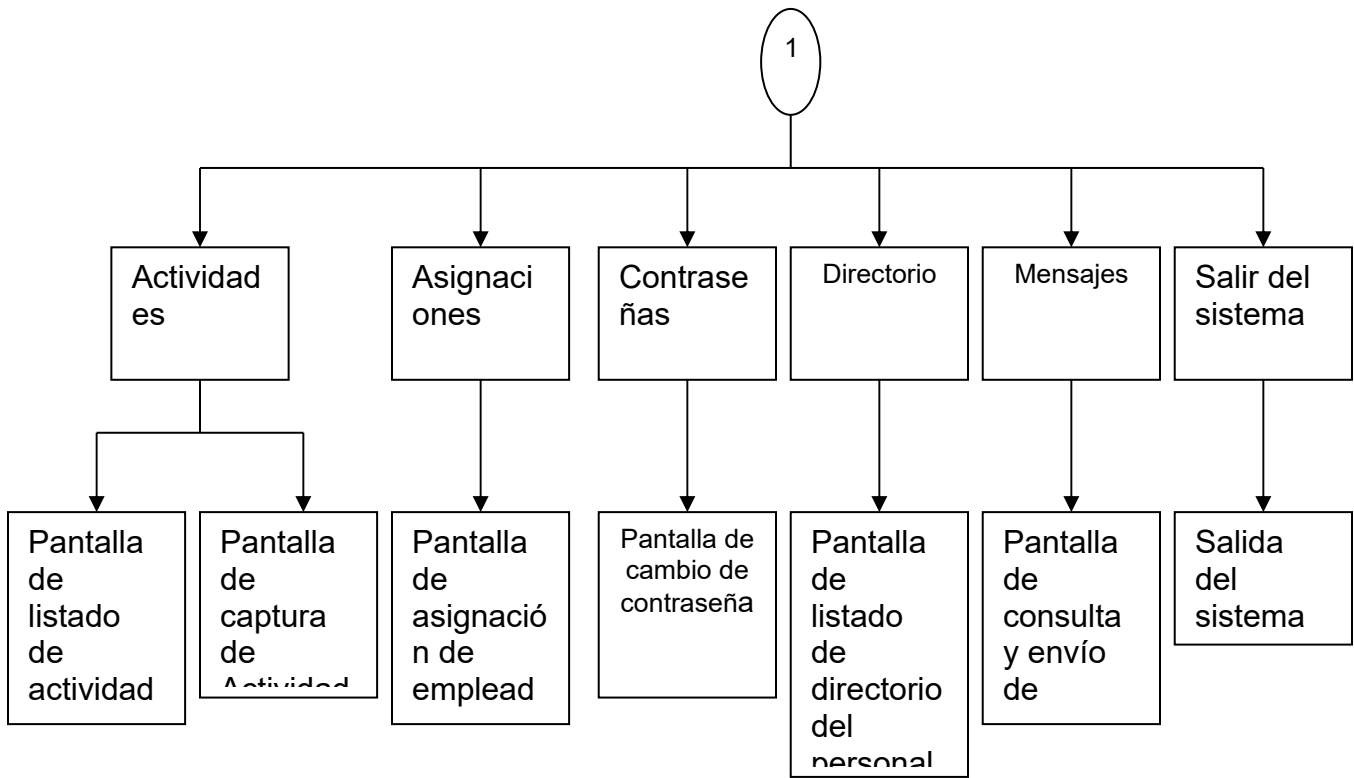 1
Actividad
es
Asignaci
ones
Contrase
ñas
Directorio
Mensajes
Salir del
sistema
Pantalla
de
listado
de
actividad
Pantalla
de
captura
de
Actividad
Pantalla
de
asignació
n de
emplead
Pantalla de
cambio de
contraseña
Pantalla
de
listado
de
directorio
del
personal
Pantalla
de
consulta
y envío
de
Salida
del
sistema